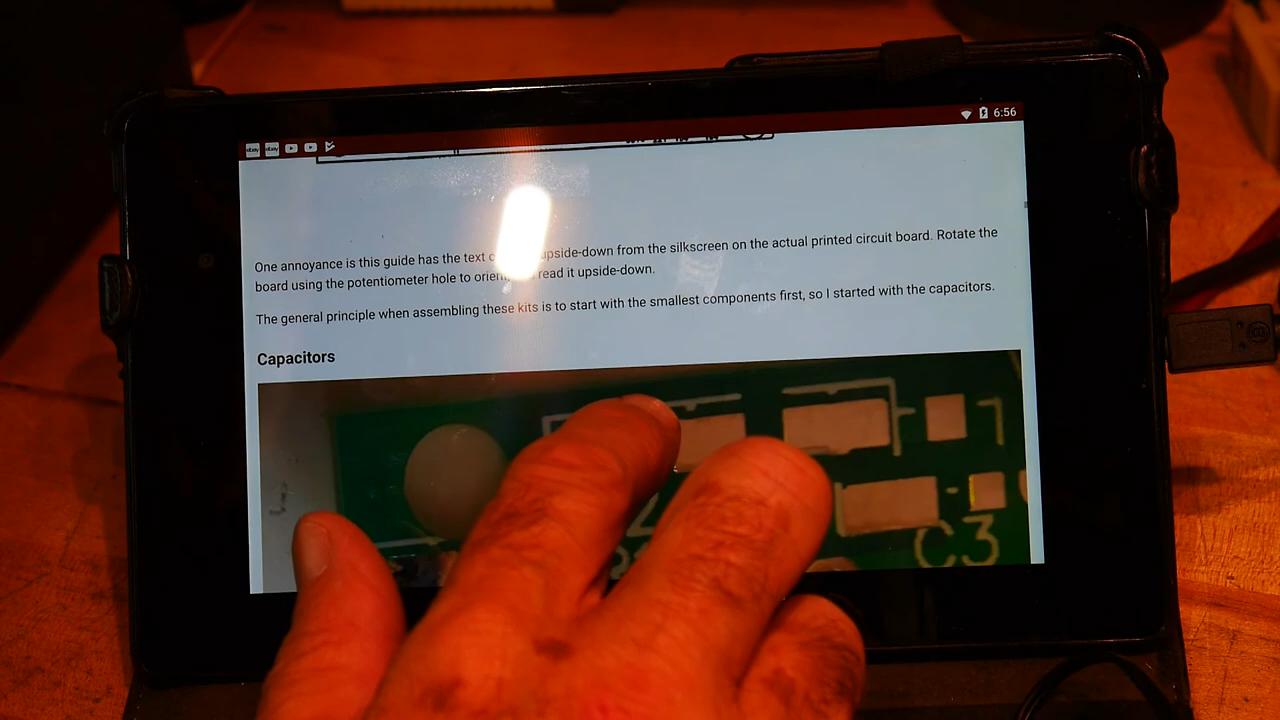 6:56
One annoyance is this guide has the text upside-down from the silkscreen on the actual printed circuit board. Rotate the
board using the potentiometer hole to read it upside-down.
The general principle when assembling these kits is to start with the smallest components first, so I started with the capacitors.
Capacitors
C3